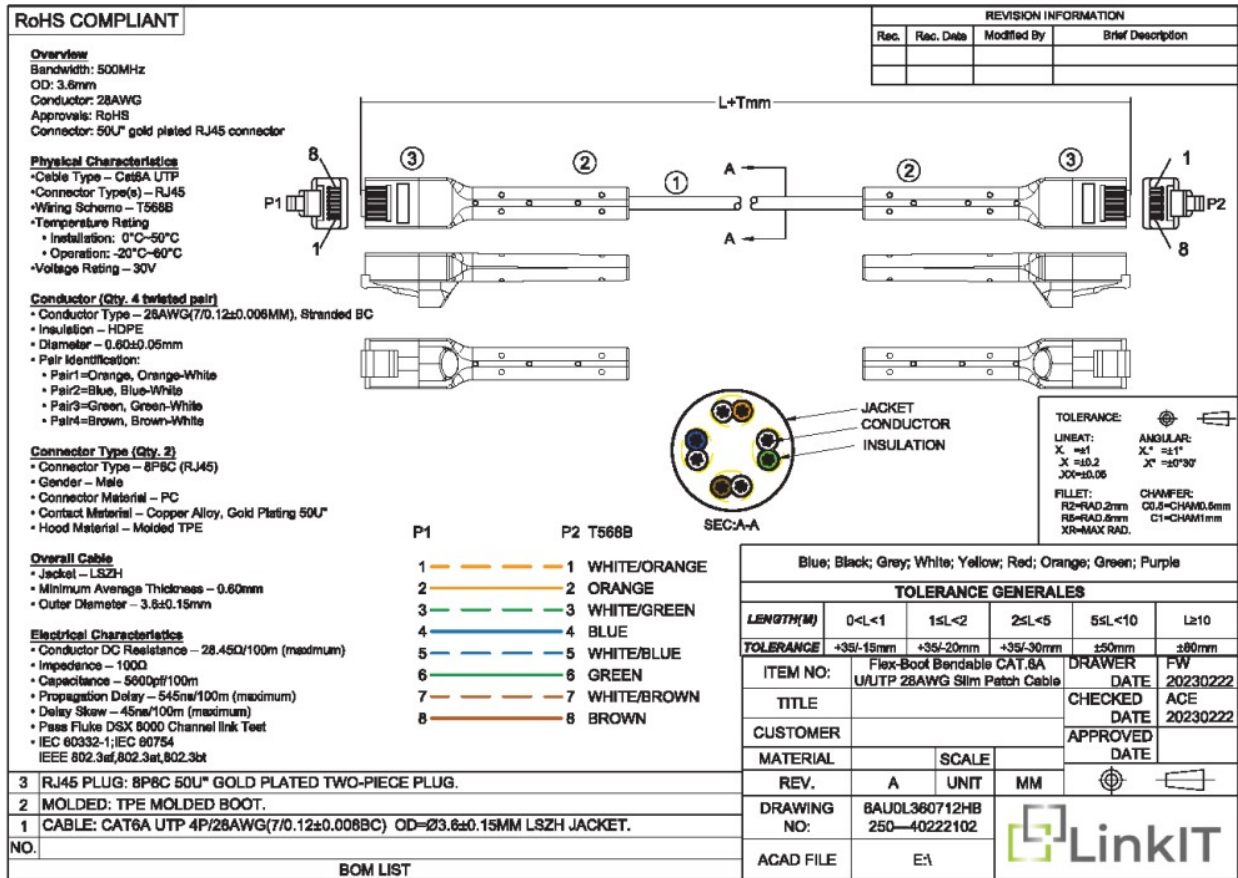 RoHS COMPLIANT
REVISION INFORMATION
Rec. Rec. Date Modified By Brief Description
Overview
Bandwidth: 500MHz
OD: 3.6mm
Conductor: 28AWG
Approvals: RoHS
Connector: 50U" gold plated RJ45 connector
Physical Characteristics
•Cable Type – Cat6A UTP
•Connector Type(s) – RJ45
•Wiring Scheme – T568B
•Temperature Rating
• Installation: 0°C~50°C
• Operation: -20°C~60°C
•Voltage Rating – 30V
Conductor (Qty. 4 twisted pair)
• Conductor Type – 28AWG(7/0.12±0.008MM), Stranded BC
• Insulation – HDPE
• Diameter – 0.60±0.05mm
• Pair Identification:
• Pair1=Orange, Orange-White
• Pair2=Blue, Blue-White
• Pair3=Green, Green-White
• Pair4=Brown, Brown-White
Connector Type (Qty. 2)
• Connector Type – 8P8C (RJ45)
• Gender – Male
• Connector Material – PC
• Contact Material – Copper Alloy, Gold Plating 50U"
• Hood Material – Molded TPE
Overall Cable
• Jacket – LSZH
• Minimum Average Thickness – 0.60mm
• Outer Diameter – 3.6±0.15mm
Electrical Characteristics
• Conductor DC Resistance – 28.45Ω/100m (maximum)
• Impedance – 100Ω
• Capacitance – 5600pf/100m
• Propagation Delay – 545ns/100m (maximum)
• Delay Skew – 45ns/100m (maximum)
• Pass Fluke DSX 8000 Channel link Test
• IEC 60332-1;IEC 60754
IEEE 802.3af,802.3at,802.3bt
L+Tmm
8 3 2 1 A 2 3 1
P1 P2
1 A 8
JACKET
CONDUCTOR
INSULATION
SEC:A-A
P1 P2 T568B
1 1 WHITE/ORANGE
2 2 ORANGE
3 3 WHITE/GREEN
4 4 BLUE
5 5 WHITE/BLUE
6 6 GREEN
7 7 WHITE/BROWN
8 8 BROWN
TOLERANCE:
LINEAT: ANGULAR:
X. =±1 X.° =±1°
.X =±0.2 .X° =±0°30'
.XX=±0.05
FILLET: CHAMFER:
R2=RAD.2mm C0.5=CHAM0.5mm
R5=RAD.5mm C1=CHAM1mm
XR=MAX RAD.
Blue; Black; Grey; White; Yellow; Red; Orange; Green; Purple
TOLERANCE GENERALES
LENGTH(M) 0<L<1 1≤L<2 2≤L<5 5≤L<10 L≥10
TOLERANCE +35/-15mm +35/-20mm +35/-30mm ±50mm ±80mm
ITEM NO: Flex-Boot Bendable CAT.6A U/UTP 28AWG Slim Patch Cable
DRAWER FW
DATE 20230222
TITLE
CHECKED ACE
DATE 20230222
CUSTOMER
APPROVED
DATE
MATERIAL SCALE
REV. A UNIT MM
DRAWING NO: 6AU0L360712HB
250—40222102
ACAD FILE E:\
LinkIT
3 RJ45 PLUG: 8P8C 50U" GOLD PLATED TWO-PIECE PLUG.
2 MOLDED: TPE MOLDED BOOT.
1 CABLE: CAT6A UTP 4P/28AWG(7/0.12±0.008BC) OD=Ø3.6±0.15MM LSZH JACKET.
NO.
BOM LIST